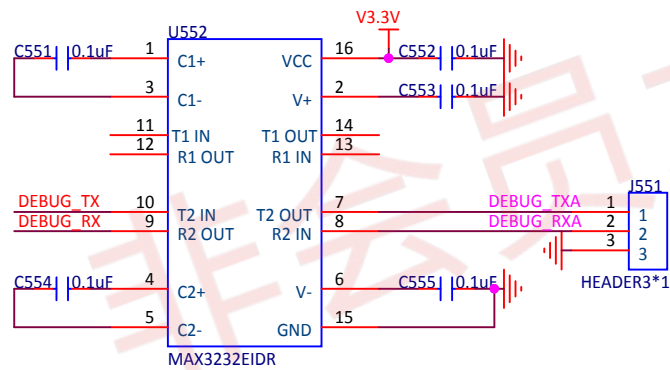 V3.3V
U552
C551 0.1uF 1 C1+ VCC 16 C552 0.1uF
3 C1- V+ 2 C553 0.1uF
11 T1 IN T1 OUT 14
12 R1 OUT R1 IN 13
J551
DEBUG_TX 10 T2 IN T2 OUT 7 DEBUG_TXA 1 1
DEBUG_RX 9 R2 OUT R2 IN 8 DEBUG_RXA 2 2
3 3
C554 0.1uF 4 C2+ V- 6 C555 0.1uF HEADER3*1
5 C2- GND 15
MAX3232EIDR
非会员